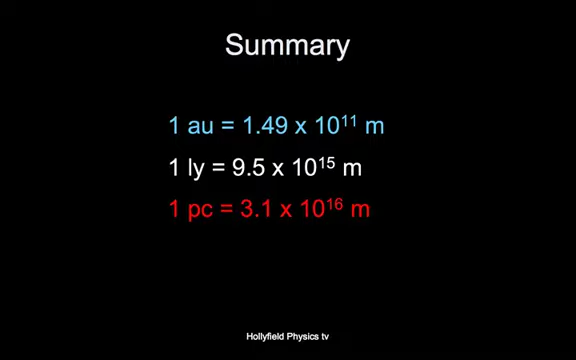 Summary
1 au = 1.49 x 10¹¹ m
1 ly = 9.5 x 10¹⁵ m
1 pc = 3.1 x 10¹⁶ m
Hollyfield Physics tv